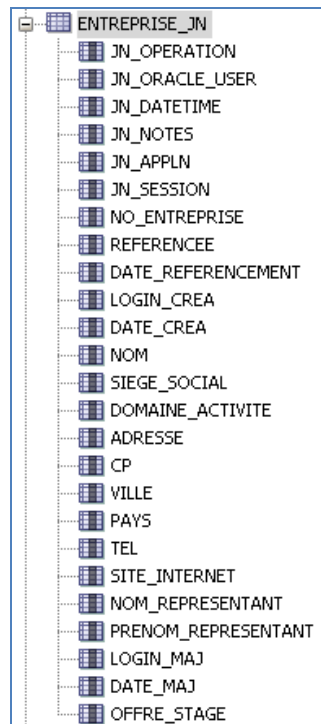 ENTREPRISE_JN
JN_OPERATION
JN_ORACLE_USER
JN_DATETIME
JN_NOTES
JN_APPLN
JN_SESSION
NO_ENTREPRISE
REFERENCEE
DATE_REFERENCEMENT
LOGIN_CREA
DATE_CREA
NOM
SIEGE_SOCIAL
DOMAINE_ACTIVITE
ADRESSE
CP
VILLE
PAYS
TEL
SITE_INTERNET
NOM_REPRESENTANT
PRENOM_REPRESENTANT
LOGIN_MAJ
DATE_MAJ
OFFRE_STAGE